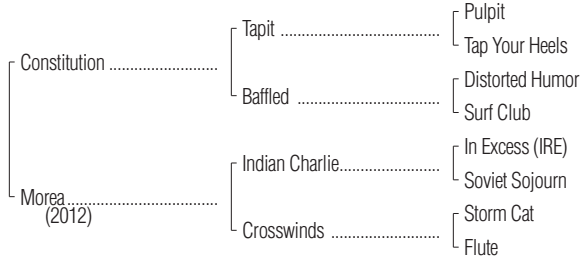 Pulpit
Tapit ..............................
Tap Your Heels
Constitution ........................
Distorted Humor
Baffled ...........................
Surf Club
In Excess (IRE)
Indian Charlie....................
Soviet Sojourn
Morea.................................
(2012)
Storm Cat
Crosswinds .....................
Flute